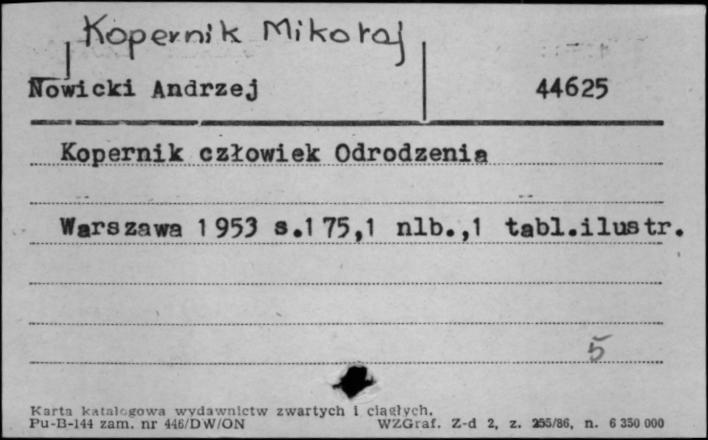 Kopernik Mikołaj
Nowicki Andrzej 44625
Kopernik człowiek Odrodzenia
Warszawa 1953 s.175,1 nlb.,1 tabl.ilustr.
5
Karta katalogowa wydawnictw zwartych i ciągłych.
Pu-B-144 zam. nr 446/DW/ON WZGraf. Z-d 2, z. 255/86, n. 6 350 000